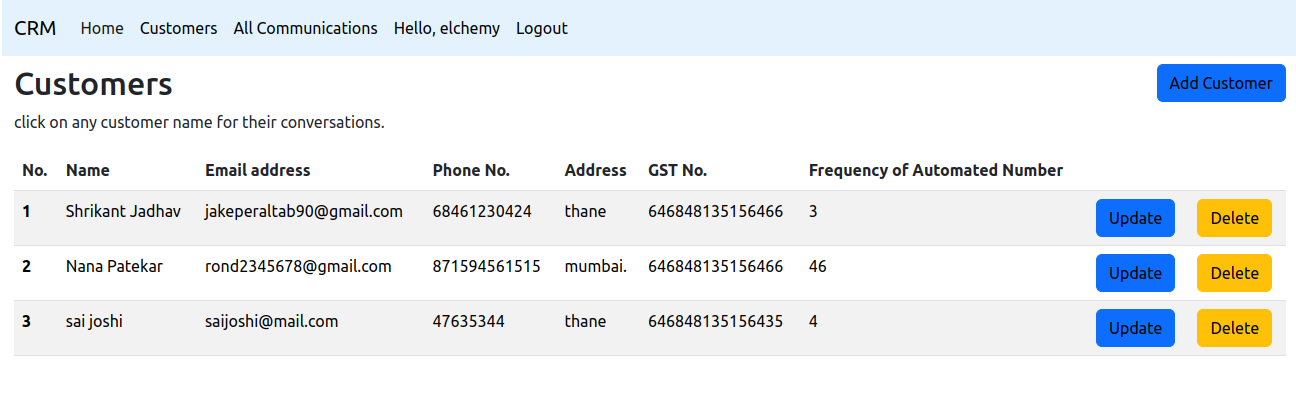 CRM Home Customers All Communications Hello, elchemy Logout
Customers Add Customer
click on any customer name for their conversations.
No. Name Email address Phone No. Address GST No. Frequency of Automated Number
1 Shrikant Jadhav jakeperaltab90@gmail.com 68461230424 thane 646848135156466 3 Update Delete
2 Nana Patekar rond2345678@gmail.com 871594561515 mumbai. 646848135156466 46 Update Delete
3 sai joshi saijoshi@mail.com 47635344 thane 646848135156435 4 Update Delete